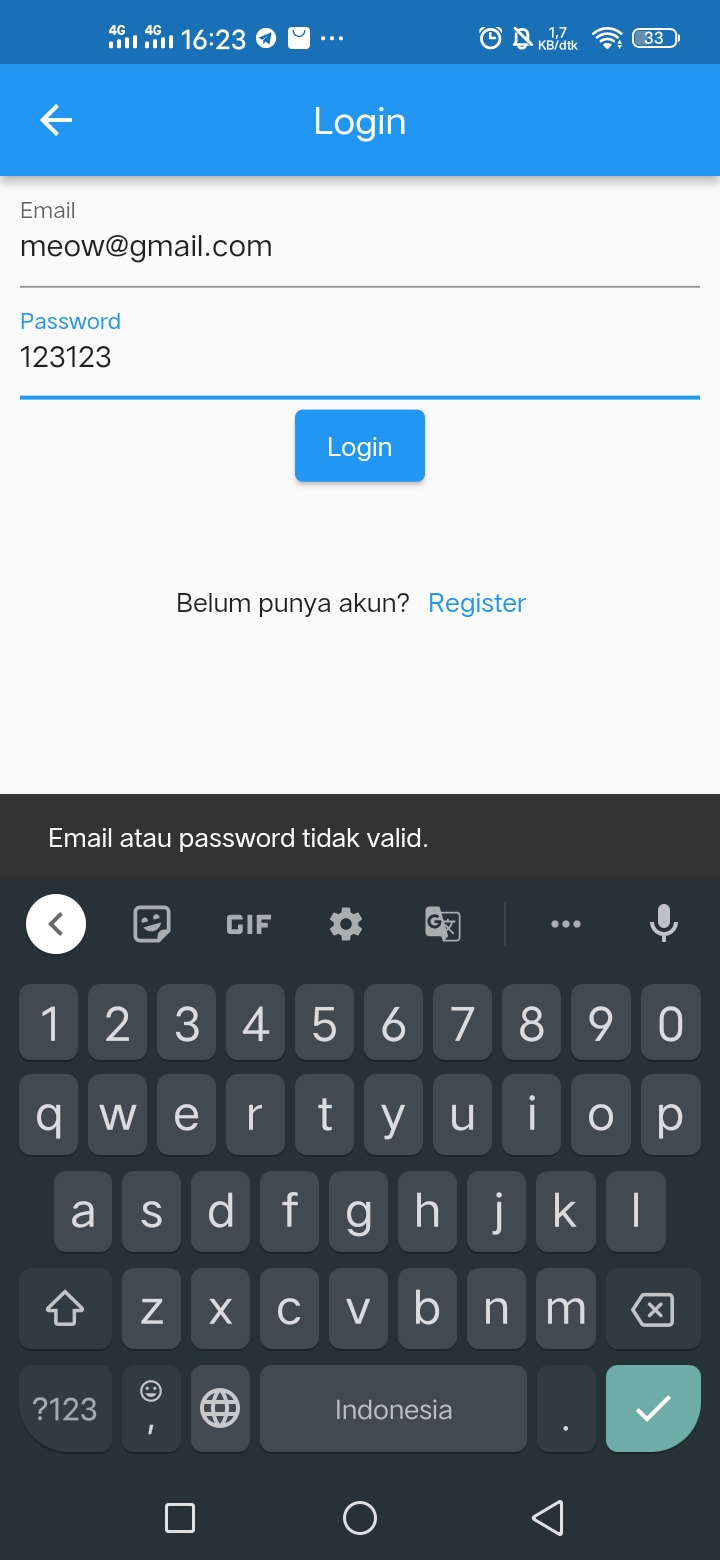 4G 4G 16:23 1,7 KB/dtk 33
Login
Email
meow@gmail.com
Password
123123
Login
Belum punya akun? Register
Email atau password tidak valid.
GIF G文
1 2 3 4 5 6 7 8 9 0
q w e r t y u i o p
a s d f g h j k l
z x c v b n m
?123 , Indonesia .